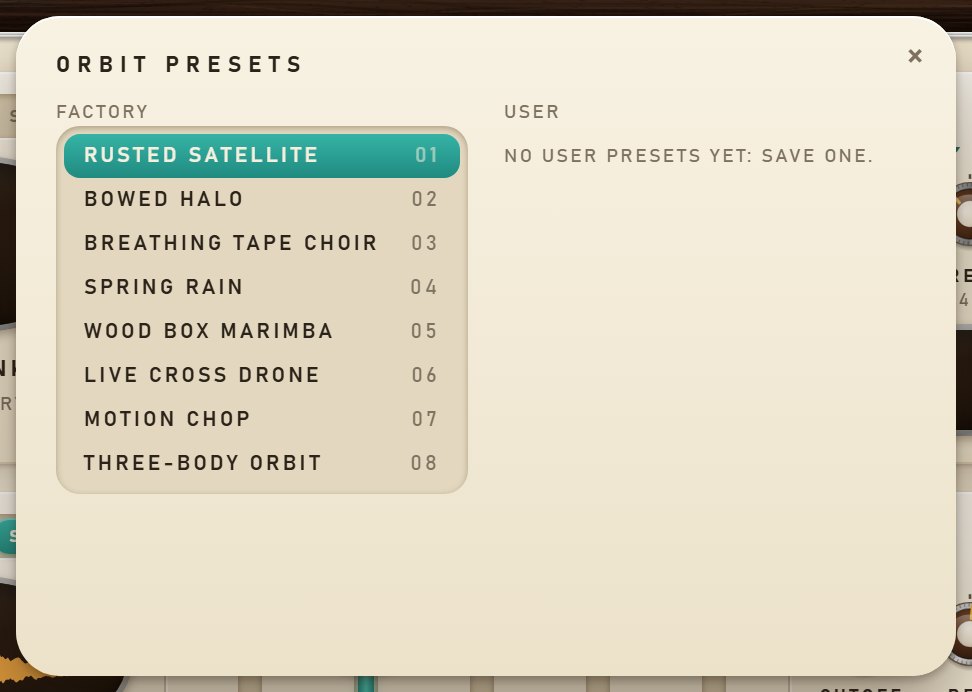 ORBIT PRESETS
×
FACTORY
RUSTED SATELLITE 01
BOWED HALO 02
BREATHING TAPE CHOIR 03
SPRING RAIN 04
WOOD BOX MARIMBA 05
LIVE CROSS DRONE 06
MOTION CHOP 07
THREE-BODY ORBIT 08
USER
NO USER PRESETS YET: SAVE ONE.